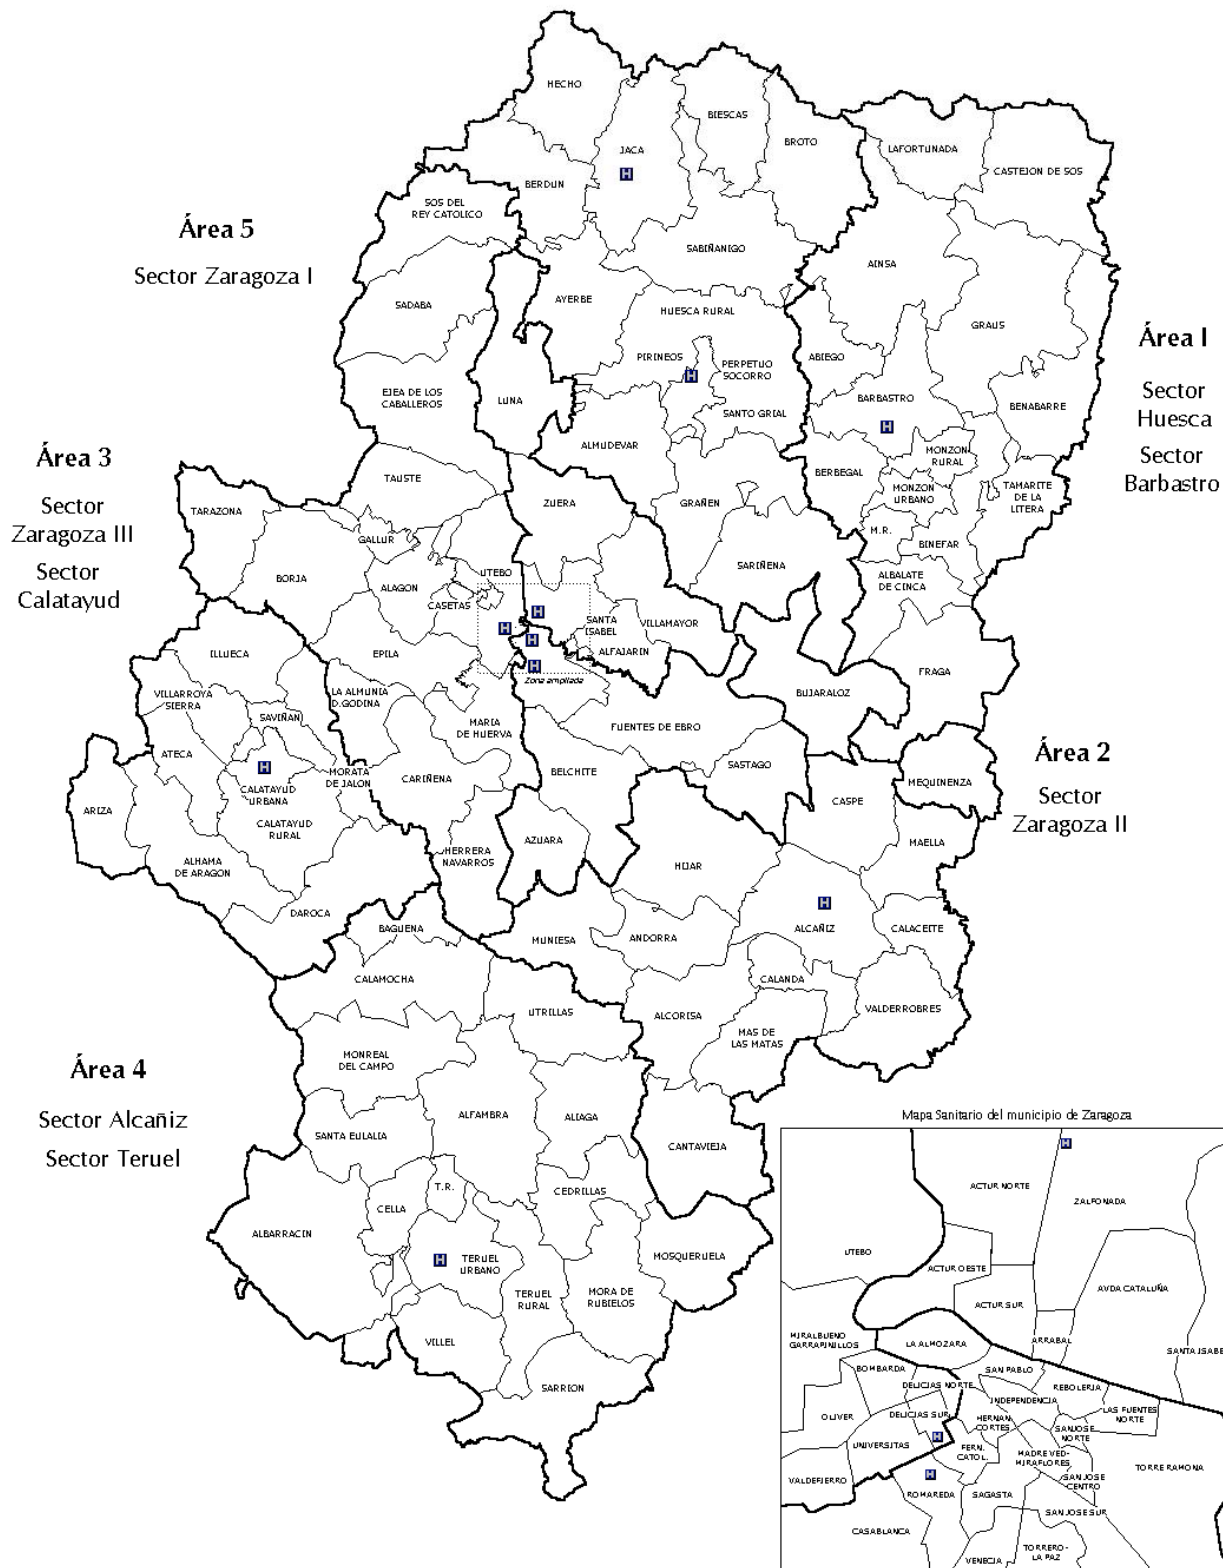 HECHO
BIESCAS
BROTO
JACA
H
LAFORTUNADA
CASTEJON DE SOS
BERDUN
SOS DEL
REY CATOLICO
Área 5
Sector Zaragoza I
SABIÑANIGO
AINSA
SADABA
AYERBE
HUESCA RURAL
GRAUS
PIRINEOS
H
PERPETUO
SOCORRO
ABIEGO
Área 1
Sector
Huesca
Sector
Barbastro
EJEA DE LOS
CABALLEROS
LUNA
BARBASTRO
H
BENABARRE
SANTO GRIAL
ALMUDEVAR
MONZON
RURAL
BERBEGAL
Área 3
Sector
Zaragoza III
Sector
Calatayud
TAUSTE
MONZON
URBANO
TAMARITE
DE LA
LITERA
TARAZONA
ZUERA
GRAÑEN
M.R.
BINEFAR
GALLUR
SARIÑENA
BORJA
UTEBO
ALAGON
ALBALATE
DE CINCA
CASETAS
H
H
H
H
SANTA
ISABEL
VILLAMAYOR
ALFAJARIN
ILLUECA
EPILA
Zona ampliada
FRAGA
VILLARROYA
SIERRA
LA ALMUNIA
D.GODINA
BUJARALOZ
SAVIÑAN
MARIA
DE HUERVA
FUENTES DE EBRO
ATECA
H
CALATAYUD
URBANA
MORATA
DE JALON
CARIÑENA
BELCHITE
SASTAGO
Área 2
Sector
Zaragoza II
MEQUINENZA
CASPE
ARIZA
CALATAYUD
RURAL
AZUARA
MAELLA
HERRERA
NAVARROS
HIJAR
ALHAMA
DE ARAGON
H
DAROCA
BAGUENA
MUNIESA
ANDORRA
ALCAÑIZ
CALACEITE
CALAMOCHA
CALANDA
UTRILLAS
ALCORISA
VALDERROBRES
MAS DE
LAS MATAS
Área 4
Sector Alcañiz
Sector Teruel
MONREAL
DEL CAMPO
ALFAMBRA
ALIAGA
SANTA EULALIA
CANTAVIEJA
T.R.
CEDRILLAS
CELLA
ALBARRACIN
H
TERUEL
URBANO
MOSQUERUELA
TERUEL
RURAL
MORA DE
RUBIELOS
VILLEL
SARRION
Mapa Sanitario del municipio de Zaragoza
H
ACTUR NORTE
ZALFONADA
UTEBO
ACTUR OESTE
AVDA CATALUÑA
ACTUR SUR
MIRALBUENO
GARRAPINILLOS
LA ALMOZARA
ARRABAL
SANTA ISABE
BOMBARDA
SAN PABLO
DELICIAS NORTE
REBOLERIA
INDEPENDENCIA
LAS FUENTES
NORTE
OLIVER
DELICIAS SUR
HERNAN
CORTES
SAN JOSE
NORTE
H
UNIVERSITAS
FERN.
CATOL.
MADRE VED-
MIRAFLORES
TORRE RAMONA
VALDEFIERRO
H
SAN JOSE
CENTRO
ROMAREDA
SAGASTA
SAN JOSE SUR
CASABLANCA
TORRERO-
LA PAZ
VENECIA